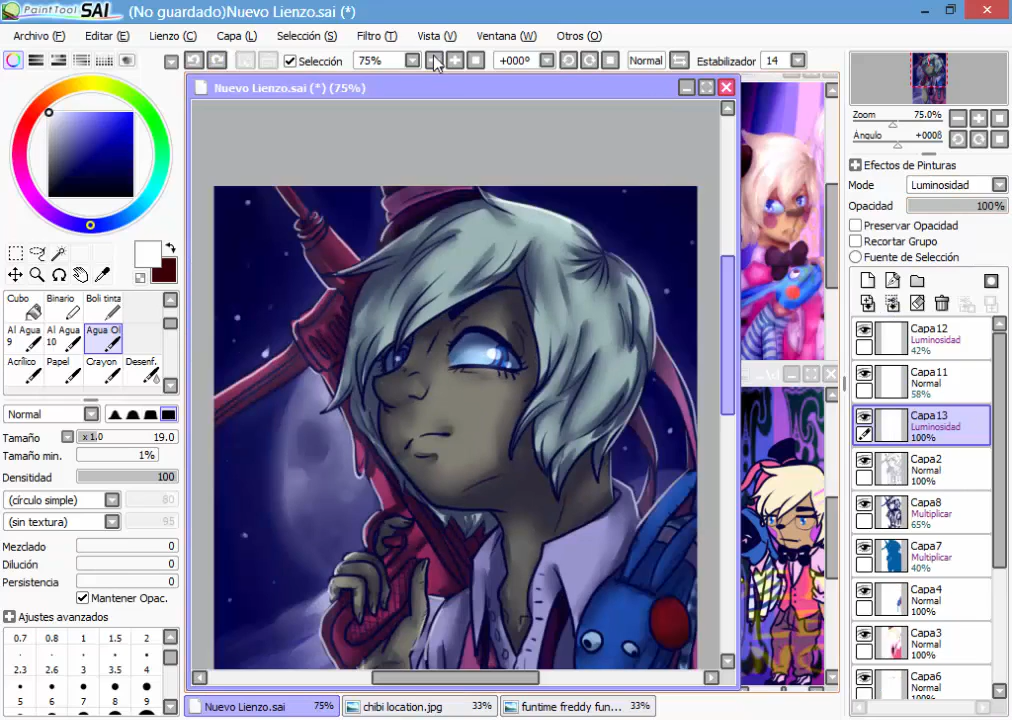 PaintTool SAI (No guardado)Nuevo Lienzo.sai (*)
Archivo (F) Editar (E) Lienzo (C) Capa (L) Selección (S) Filtro (T) Vista (V) Ventana (W) Otros (O)
Selección 75% +000º Normal Estabilizador 14
Nuevo Lienzo.sai (*) (75%)
Zoom 75.0%
Ángulo +000ß
Efectos de Pinturas
Mode Luminosidad
Opacidad 100%
Preservar Opacidad
Recortar Grupo
Fuente de Selección
Cubo Binario Boli tinta
Al Agua 9 Al Agua 10 Agua Ol
Acrílico Papel Crayon Desenf.
Normal
Tamaño x 1.0 19.0
Tamaño min. 1%
Densidad 100
(círculo simple) 80
(sin textura) 95
Mezclado 0
Dilución 0
Persistencia 0
Mantener Opac.
Ajustes avanzados
0.7 0.8 1 1.5 2
2.3 2.6 3 3.5 4
5 6 7 8 9
Capa12
Luminosidad
42%
Capa11
Normal
58%
Capa13
Luminosidad
100%
Capa2
Normal
100%
Capa8
Multiplicar
65%
Capa7
Multiplicar
40%
Capa4
Normal
100%
Capa3
Normal
100%
Capa6
Normal
Nuevo Lienzo.sai 75% chibi location.jpg 33% funtime freddy fun... 33%